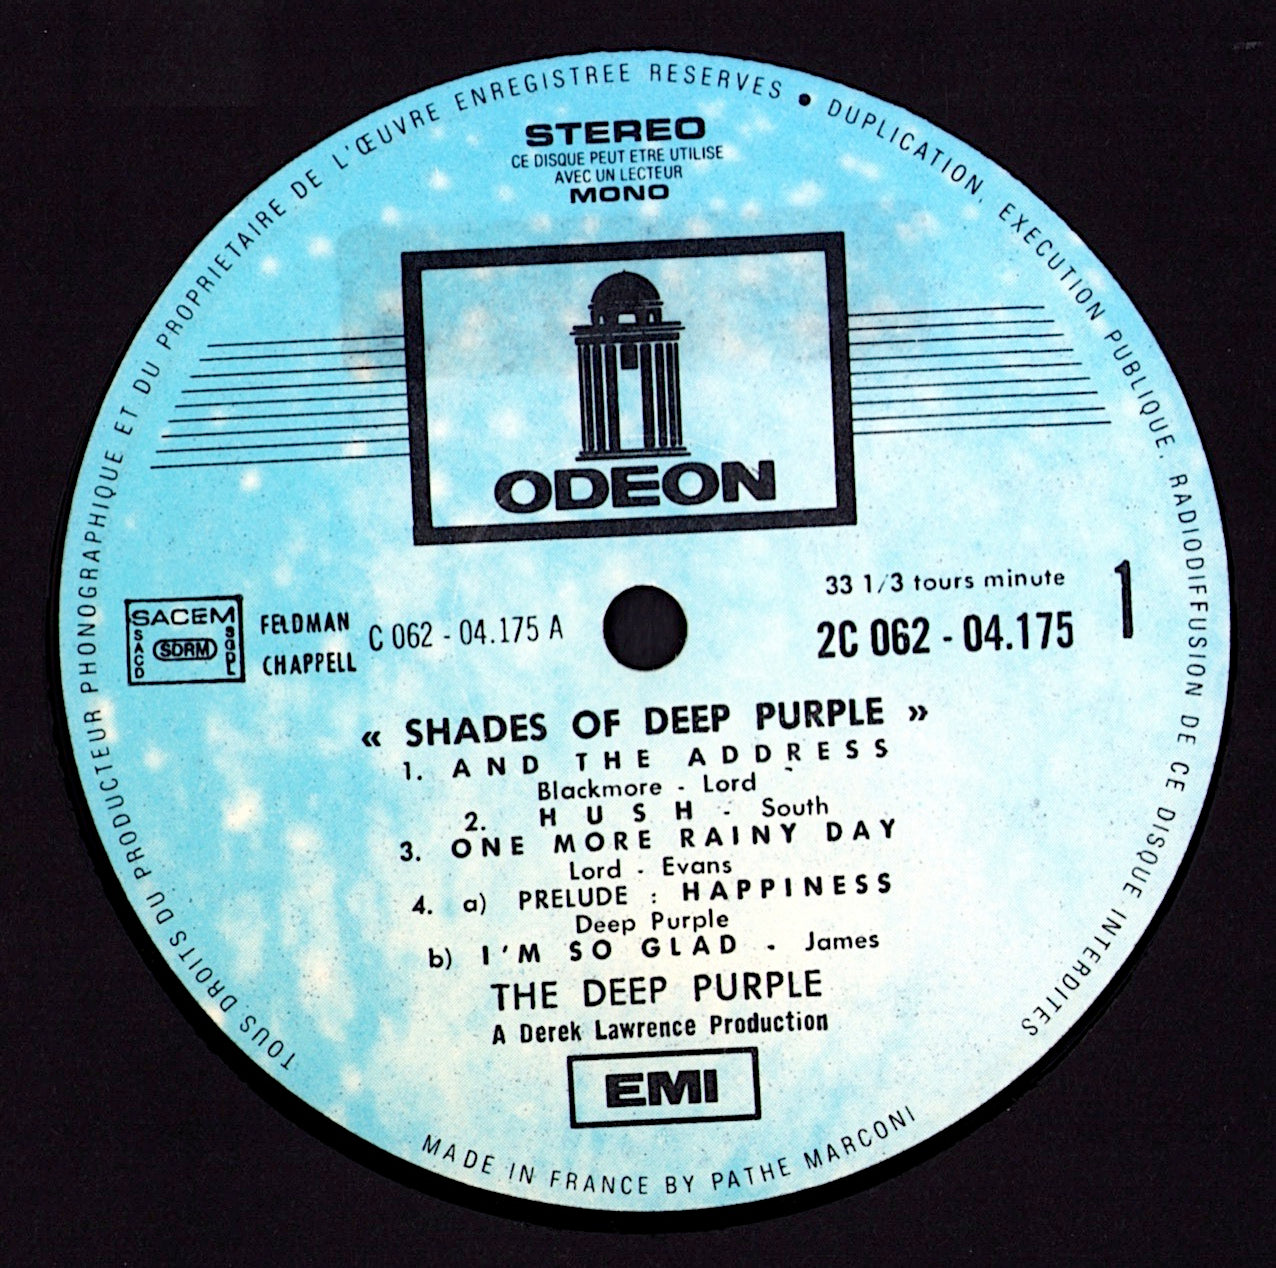 TOUS DROITS DU PRODUCTEUR PHONOGRAPHIQUE ET DU PROPRIETAIRE DE L'ŒUVRE ENREGISTREE RESERVES • DUPLICATION, EXECUTION PUBLIQUE, RADIODIFFUSION DE CE DISQUE INTERDITES
STEREO
CE DISQUE PEUT ETRE UTILISE
AVEC UN LECTEUR
MONO
ODEON
33 1/3 tours minute
1
SACEM
SACD
SDRM
SGDL
FELDMAN
CHAPPELL
C 062 - 04.175 A
2C 062 - 04.175
« SHADES OF DEEP PURPLE »
1. AND THE ADDRESS
Blackmore - Lord
2. HUSH - South
3. ONE MORE RAINY DAY
Lord - Evans
4. a) PRELUDE : HAPPINESS
Deep Purple
b) I'M SO GLAD - James
THE DEEP PURPLE
A Derek Lawrence Production
EMI
MADE IN FRANCE BY PATHE MARCONI